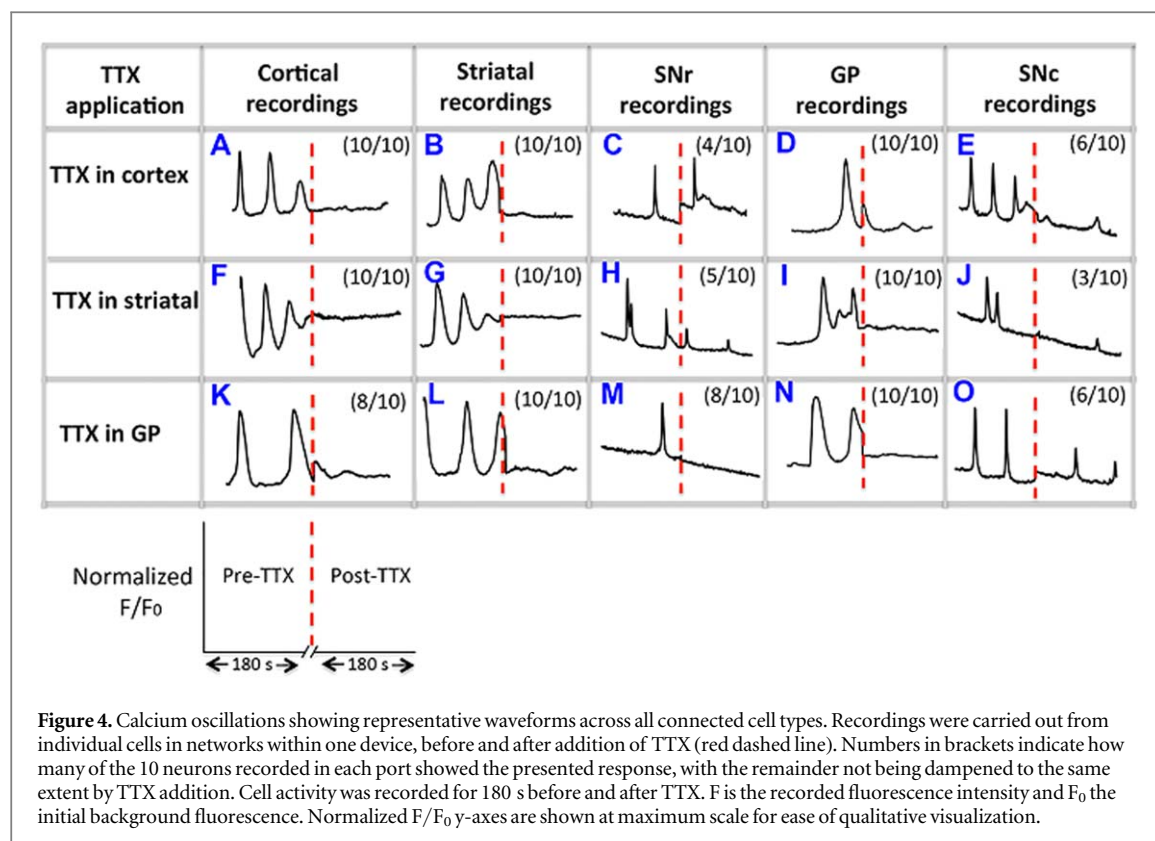 TTX application
Cortical recordings
Striatal recordings
SNr recordings
GP recordings
SNc recordings
TTX in cortex
A (10/10)
B (10/10)
C (4/10)
D (10/10)
E (6/10)
TTX in striatal
F (10/10)
G (10/10)
H (5/10)
I (10/10)
J (3/10)
TTX in GP
K (8/10)
L (10/10)
M (8/10)
N (10/10)
O (6/10)
Normalized
F/F₀
Pre-TTX
Post-TTX
180 s
180 s
Figure 4. Calcium oscillations showing representative waveforms across all connected cell types. Recordings were carried out from
individual cells in networks within one device, before and after addition of TTX (red dashed line). Numbers in brackets indicate how
many of the 10 neurons recorded in each port showed the presented response, with the remainder not being dampened to the same
extent by TTX addition. Cell activity was recorded for 180 s before and after TTX. F is the recorded fluorescence intensity and F₀ the
initial background fluorescence. Normalized F/F₀ y-axes are shown at maximum scale for ease of qualitative visualization.